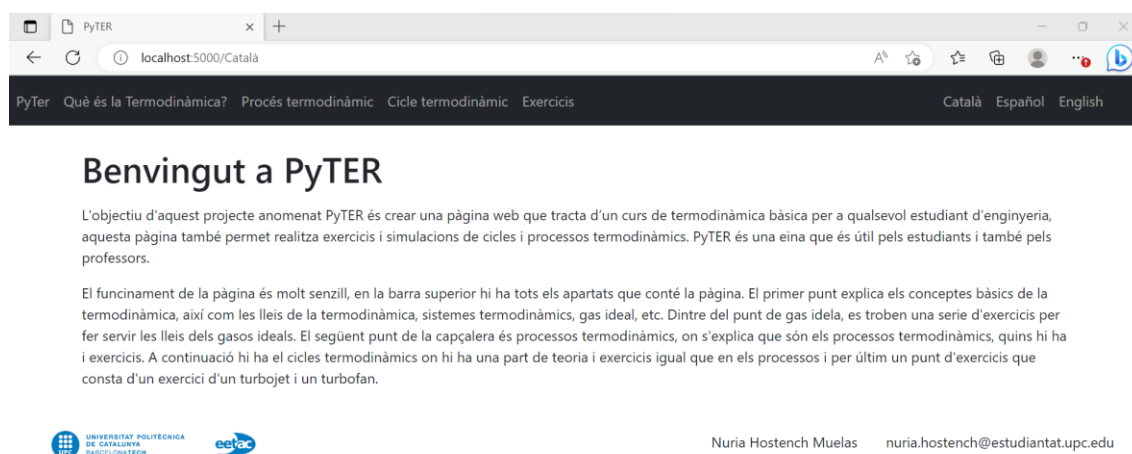 PyTER
localhost:5000/Català
PyTer Què és la Termodinàmica? Procés termodinàmic Cicle termodinàmic Exercicis Català Español English
Benvingut a PyTER
L'objectiu d'aquest projecte anomenat PyTER és crear una pàgina web que tracta d'un curs de termodinàmica bàsica per a qualsevol estudiant d'enginyeria,
aquesta pàgina també permet realitza exercicis i simulacions de cicles i processos termodinàmics. PyTER és una eina que és útil pels estudiants i també pels
professors.
El funcinament de la pàgina és molt senzill, en la barra superior hi ha tots els apartats que conté la pàgina. El primer punt explica els conceptes bàsics de la
termodinàmica, així com les lleis de la termodinàmica, sistemes termodinàmics, gas ideal, etc. Dintre del punt de gas idela, es troben una serie d'exercicis per
fer servir les lleis dels gasos ideals. El següent punt de la capçalera és processos termodinàmics, on s'explica que són els processos termodinàmics, quins hi ha
i exercicis. A continuació hi ha el cicles termodinàmics on hi ha una part de teoria i exercicis igual que en els processos i per últim un punt d'exercicis que
consta d'un exercici d'un turbojet i un turbofan.
UNIVERSITAT POLITÈCNICA
DE CATALUNYA
BARCELONATECH
UPC
eetac
Nuria Hostench Muelas nuria.hostench@estudiantat.upc.edu